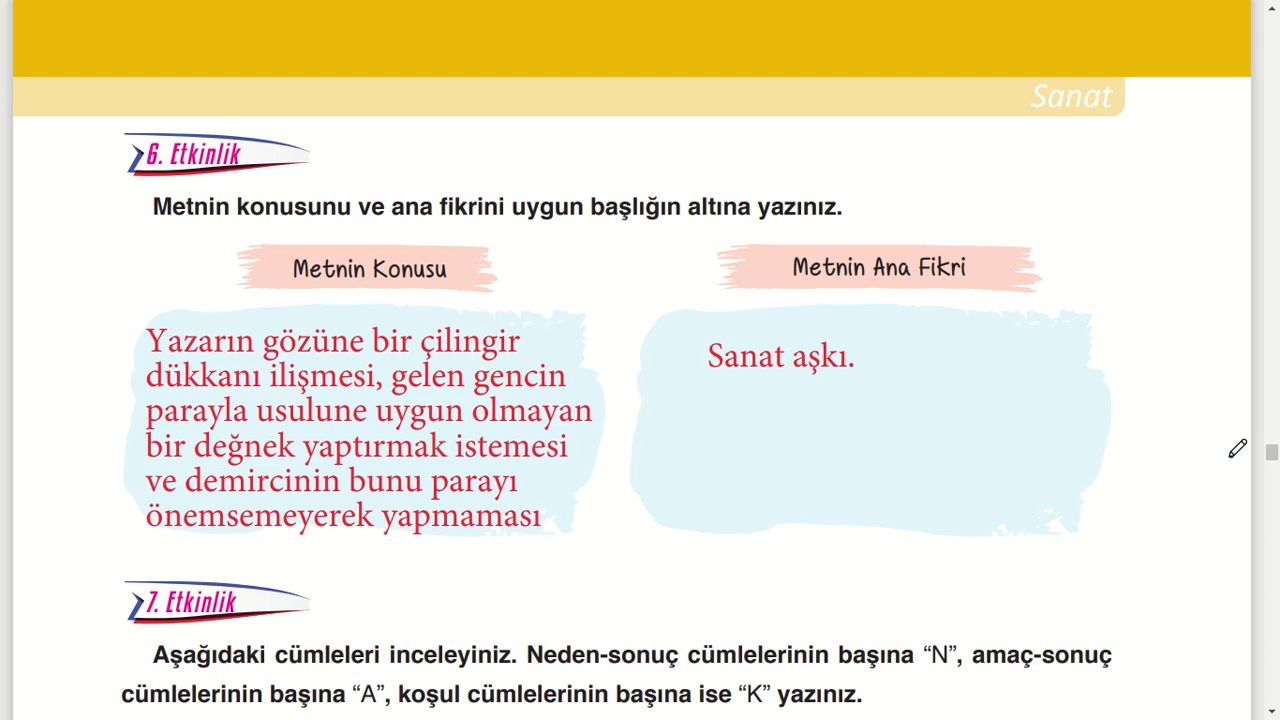 Sanat
6. Etkinlik
Metnin konusunu ve ana fikrini uygun başlığın altına yazınız.
Metnin Konusu
Yazarın gözüne bir çilingir
dükkanı ilişmesi, gelen gencin
parayla usulune uygun olmayan
bir değnek yaptırmak istemesi
ve demircinin bunu parayı
önemsemeyerek yapmaması
Metnin Ana Fikri
Sanat aşkı.
7. Etkinlik
Aşağıdaki cümleleri inceleyiniz. Neden-sonuç cümlelerinin başına “N”, amaç-sonuç
cümlelerinin başına “A”, koşul cümlelerinin başına ise “K” yazınız.